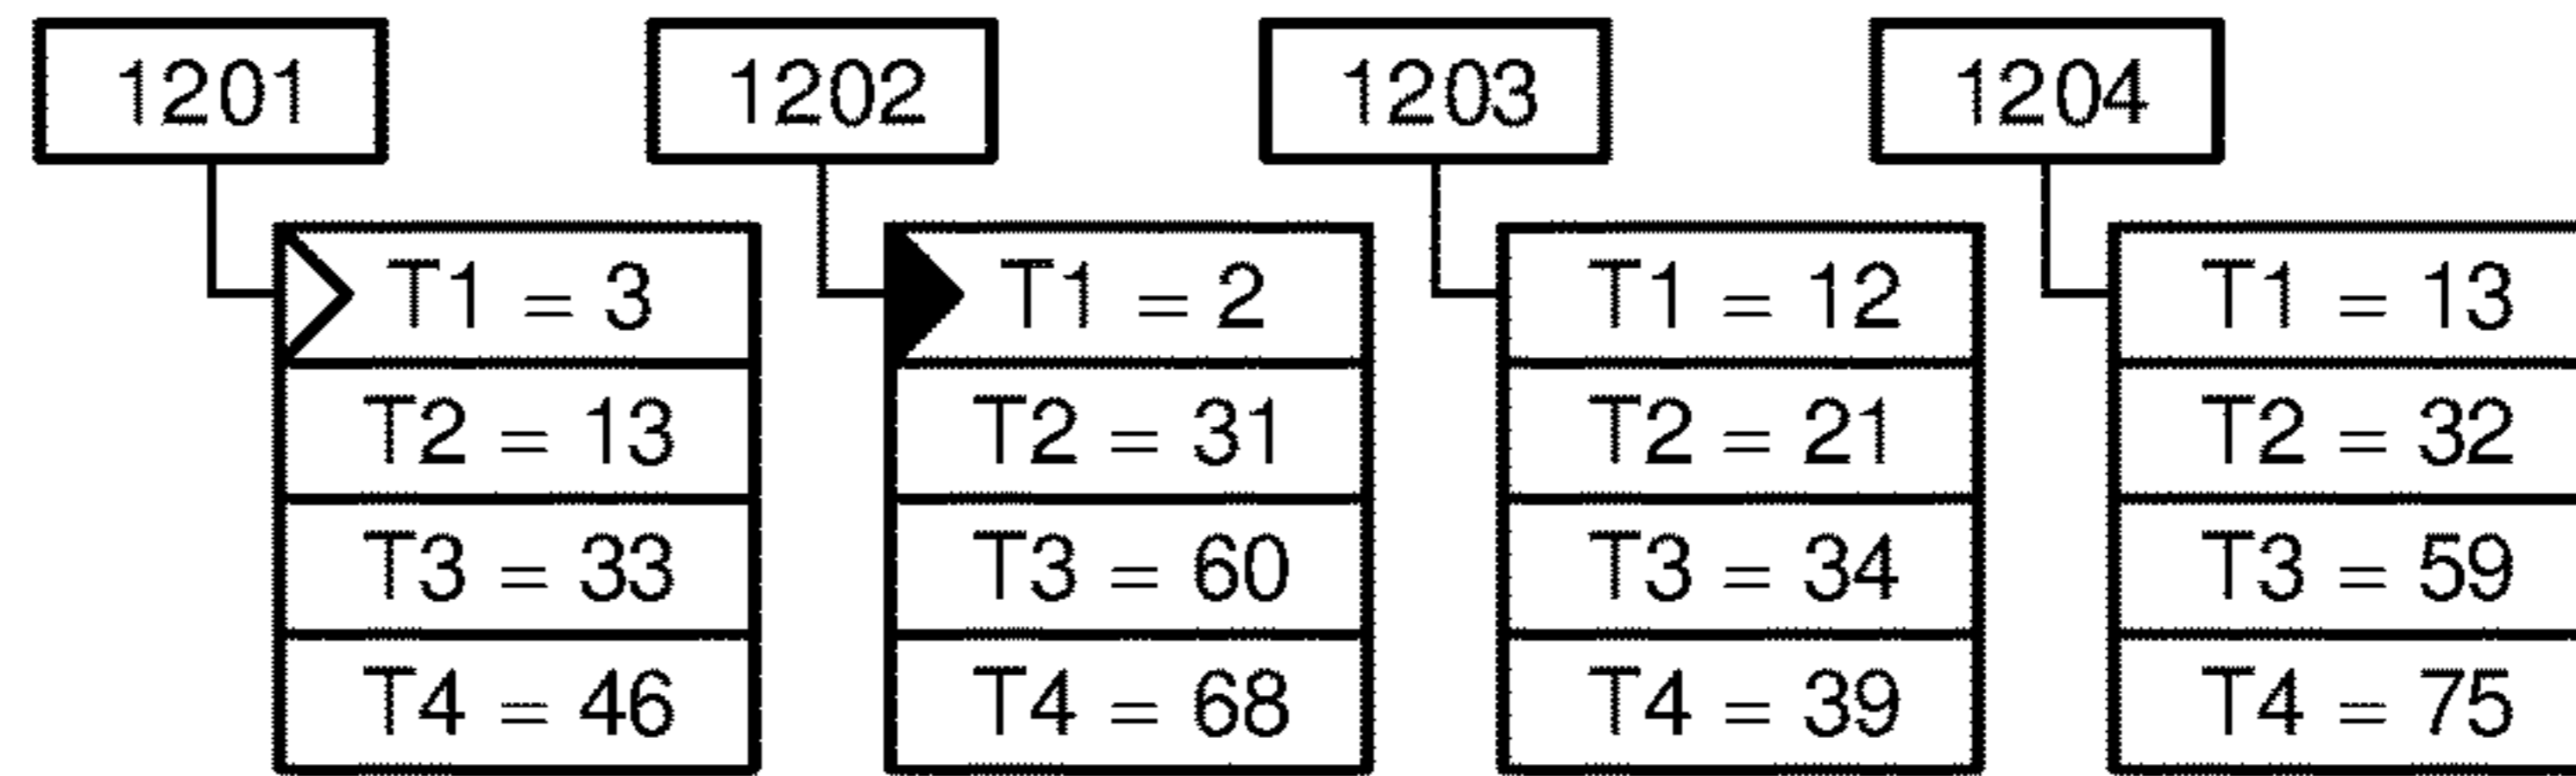 1201 1202 1203 1204
T1 = 3 T1 = 2 T1 = 12 T1 = 13
T2 = 13 T2 = 31 T2 = 21 T2 = 32
T3 = 33 T3 = 60 T3 = 34 T3 = 59
T4 = 46 T4 = 68 T4 = 39 T4 = 75